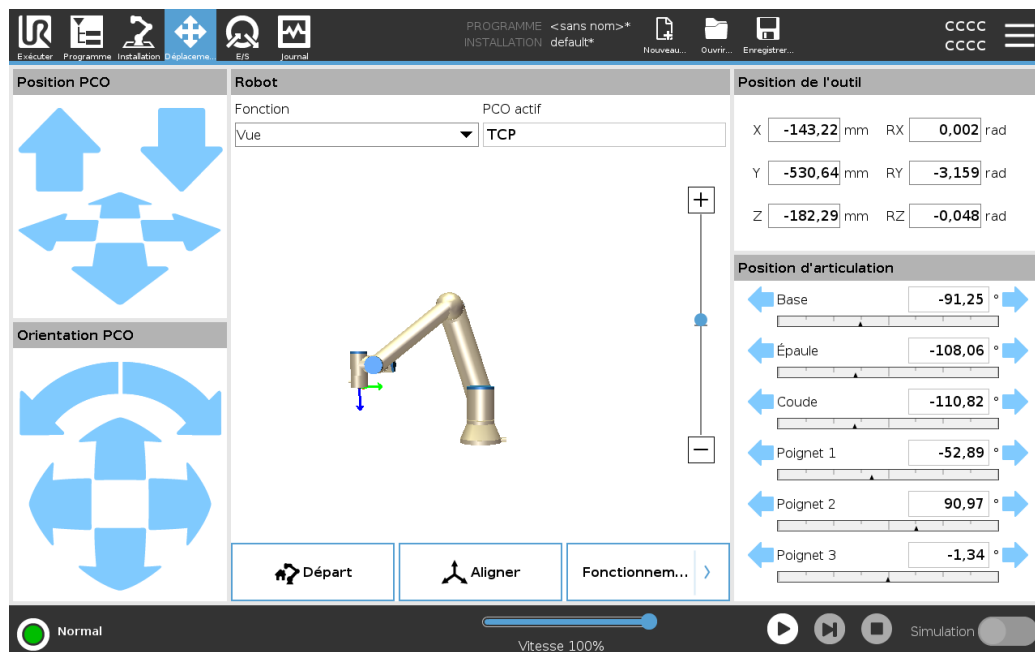 PROGRAMME <sans nom>*
INSTALLATION default*
CCCC
CCCC
Exécuter Programme Installation Déplaceme... E/S Journal Nouveau... Ouvrir... Enregistrer...
Position PCO
Robot
Position de l'outil
Fonction
PCO actif
Vue
TCP
X -143,22 mm RX 0,002 rad
Y -530,64 mm RY -3,159 rad
Z -182,29 mm RZ -0,048 rad
Position d'articulation
Base -91,25 °
Orientation PCO
Épaule -108,06 °
Coude -110,82 °
Poignet 1 -52,89 °
Poignet 2 90,97 °
Poignet 3 -1,34 °
Départ
Aligner
Fonctionnem...
Normal
Vitesse 100%
Simulation